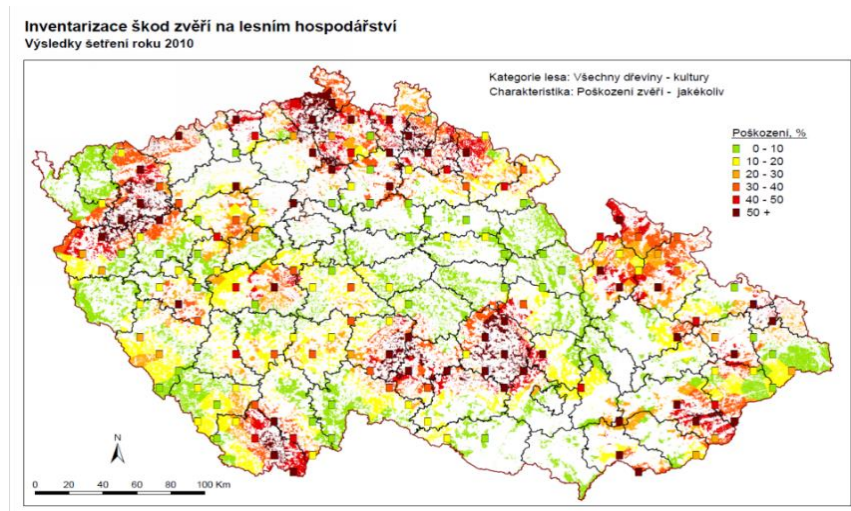 Inventarizace škod zvěří na lesním hospodářství
Výsledky šetření roku 2010
Kategorie lesa: Všechny dřeviny - kultury
Charakteristika: Poškození zvěří - jakékoliv
Poškození, %
0 - 10
10 - 20
20 - 30
30 - 40
40 - 50
50 +
N
0 20 40 60 80 100 Km